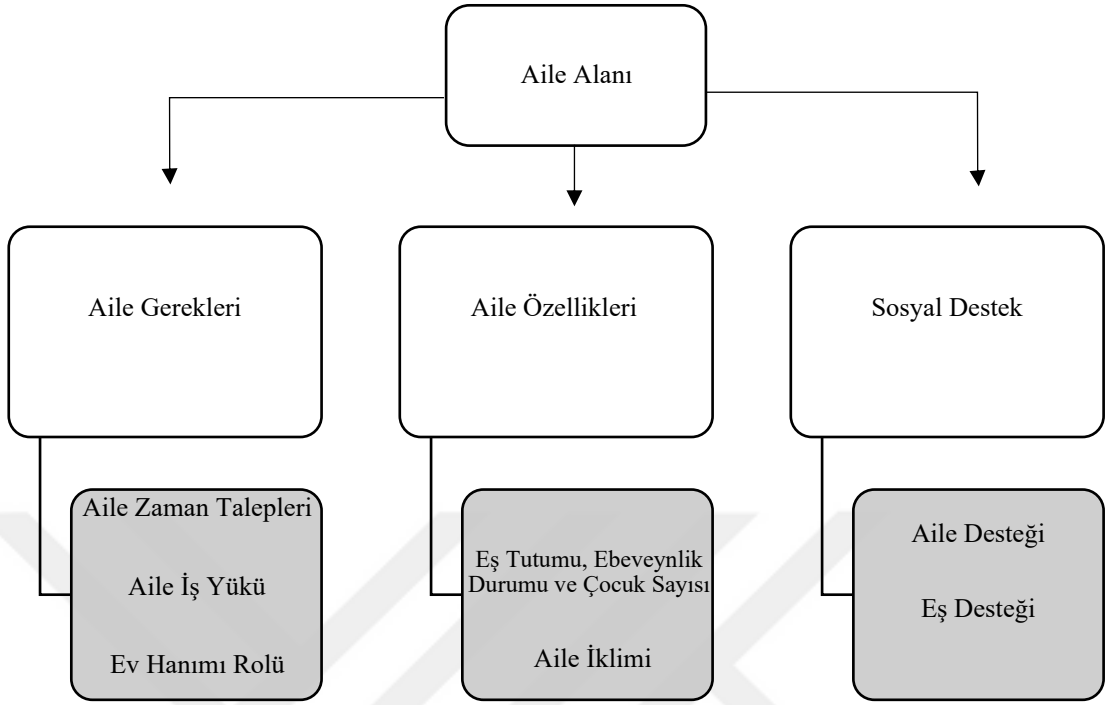 Aile Alanı
Aile Gerekleri
Aile Özellikleri
Sosyal Destek
Aile Zaman Talepleri
Aile İş Yükü
Ev Hanımı Rolü
Eş Tutumu, Ebeveynlik
Durumu ve Çocuk Sayısı
Aile İklimi
Aile Desteği
Eş Desteği